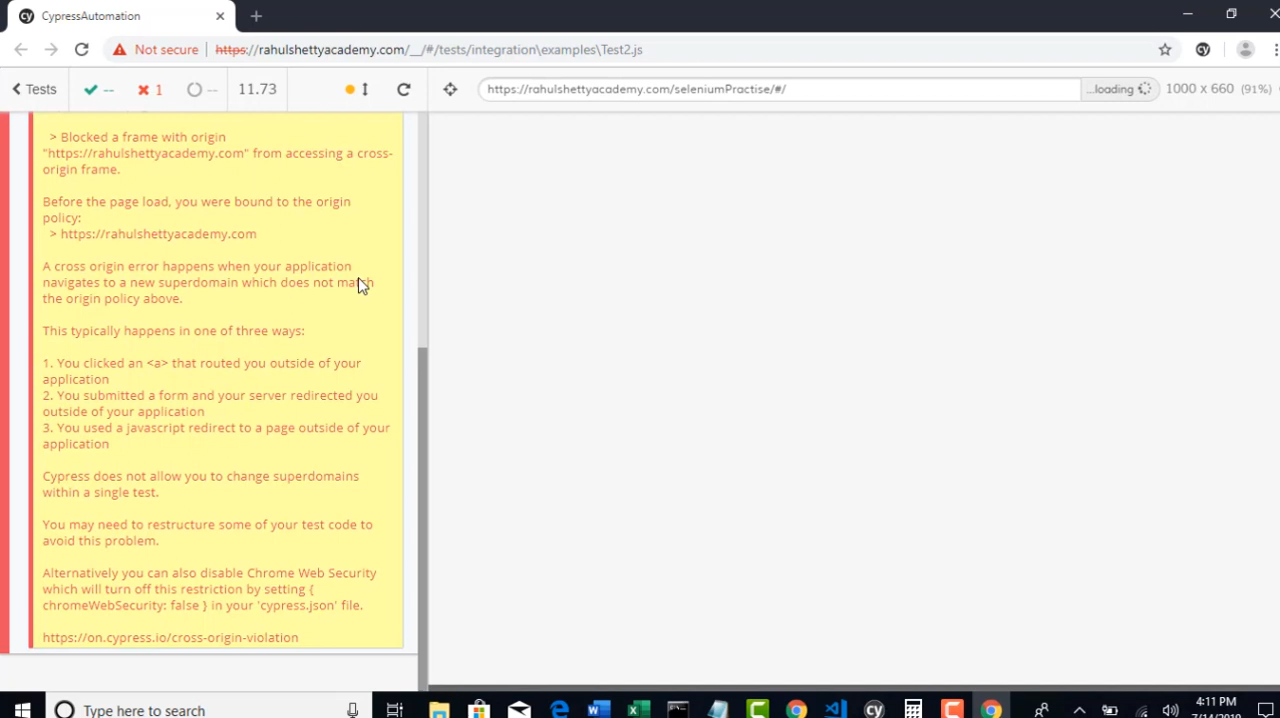 CypressAutomation
Not secure
https://rahulshettyacademy.com/__/#/tests/integration\examples\Test2.js
Tests
--
1
--
11.73
https://rahulshettyacademy.com/seleniumPractise/#/
...loading
1000 x 660 (91%)
> Blocked a frame with origin
"https://rahulshettyacademy.com" from accessing a cross-
origin frame.
Before the page load, you were bound to the origin
policy:
> https://rahulshettyacademy.com
A cross origin error happens when your application
navigates to a new superdomain which does not match
the origin policy above.
This typically happens in one of three ways:
1. You clicked an <a> that routed you outside of your
application
2. You submitted a form and your server redirected you
outside of your application
3. You used a javascript redirect to a page outside of your
application
Cypress does not allow you to change superdomains
within a single test.
You may need to restructure some of your test code to
avoid this problem.
Alternatively you can also disable Chrome Web Security
which will turn off this restriction by setting {
chromeWebSecurity: false } in your 'cypress.json' file.
https://on.cypress.io/cross-origin-violation
Type here to search
4:11 PM